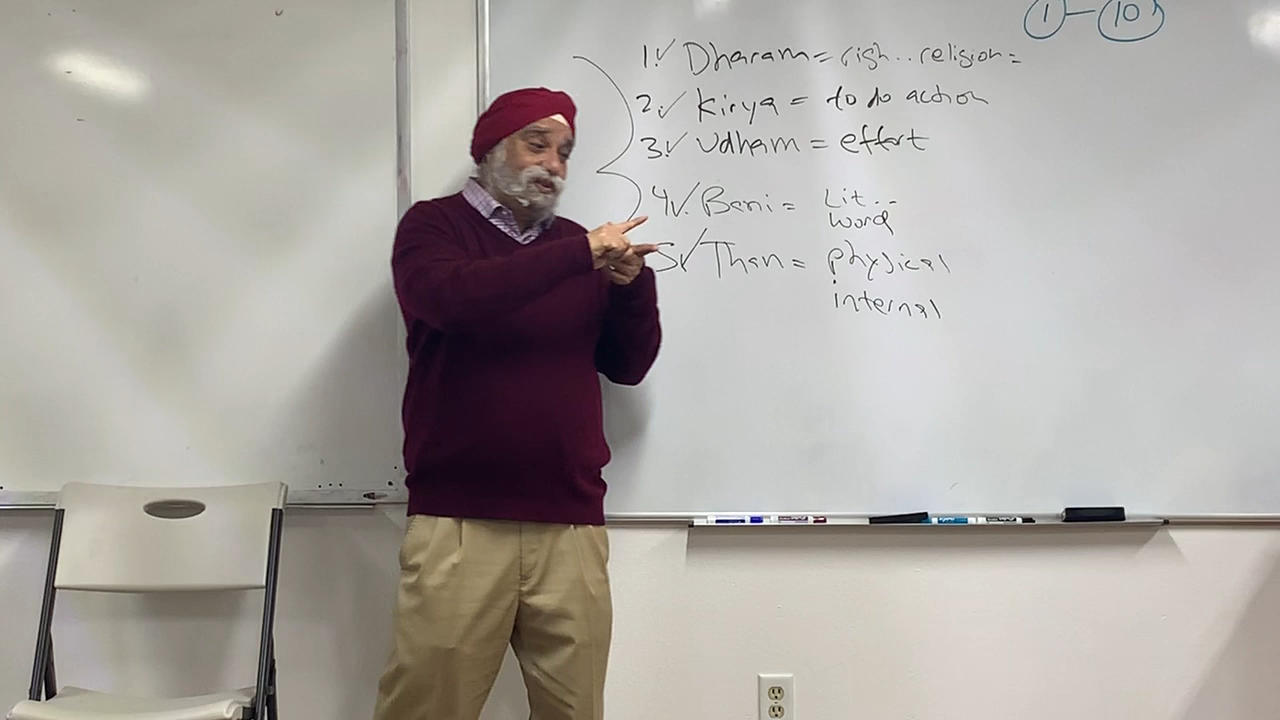 1 - 10
1.✓ Dharam = righ.. religion =
2.✓ Kirya = to do action
3.✓ Udham = effort
4✓. Bani = Lit..
word
5✓ Than = physical
internal